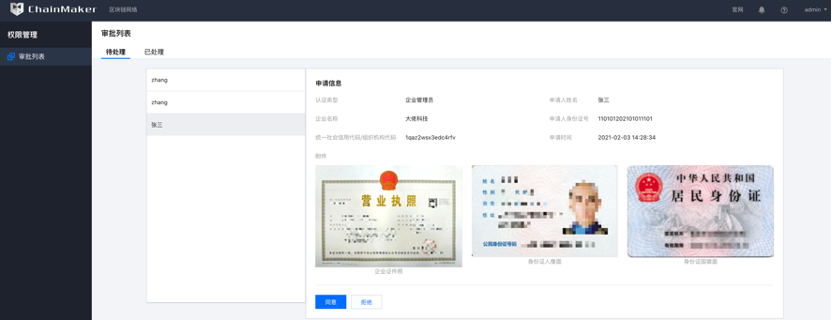 ChainMaker 区块链网络 官网 admin
权限管理
审批列表
审批列表
待处理 已处理
zhang
zhang
张三
申请信息
认证类型 企业管理员 申请人姓名 张三
企业名称 大佬科技 申请人身份证号 110101202101011101
统一社会信用代码/组织机构代码 1qaz2wsx3edc4rfv 申请时间 2021-02-03 14:28:34
附件
营业执照
姓名
性别
住址
公民身份号码
中华人民共和国
居民身份证
企业证件照 身份证人像面 身份证国徽面
同意 拒绝